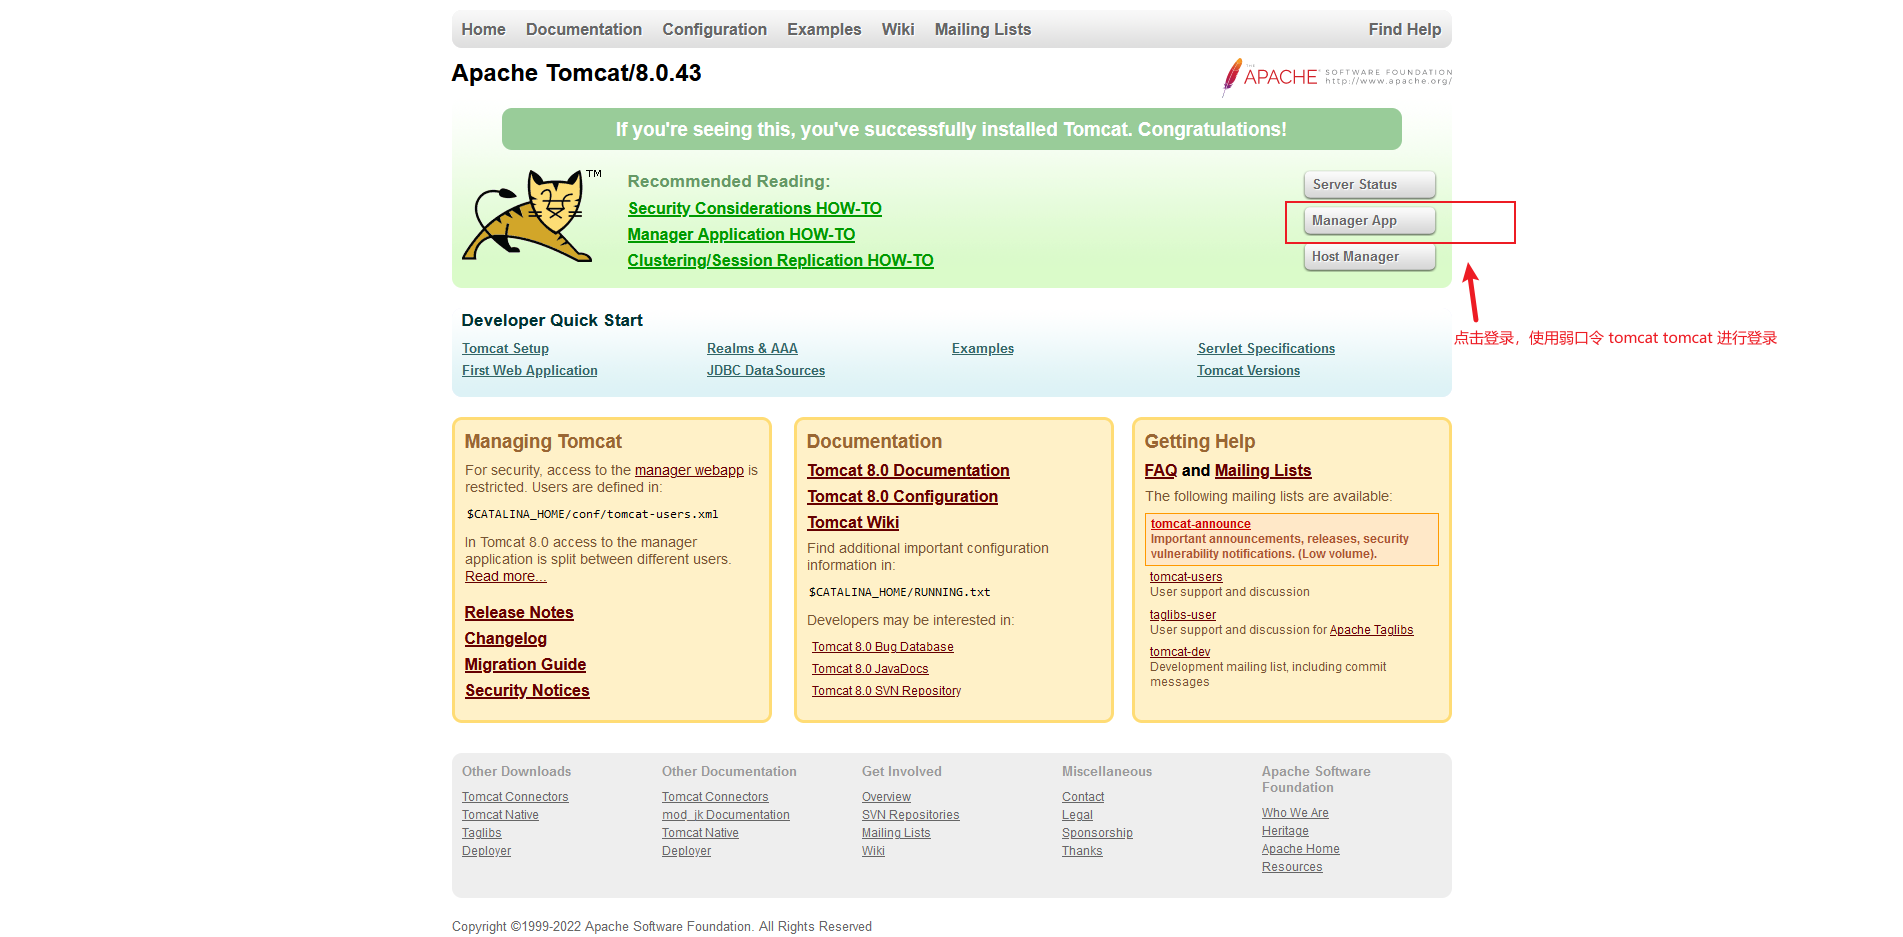 Home Documentation Configuration Examples Wiki Mailing Lists Find Help
Apache Tomcat/8.0.43
THE
APACHE
SOFTWARE FOUNDATION
http://www.apache.org/
If you're seeing this, you've successfully installed Tomcat. Congratulations!
TM
Recommended Reading:
Security Considerations HOW-TO
Manager Application HOW-TO
Clustering/Session Replication HOW-TO
Server Status
Manager App
Host Manager
点击登录，使用弱口令 tomcat tomcat 进行登录
Developer Quick Start
Tomcat Setup
First Web Application
Realms & AAA
JDBC DataSources
Examples
Servlet Specifications
Tomcat Versions
Managing Tomcat
For security, access to the manager webapp is
restricted. Users are defined in:
$CATALINA_HOME/conf/tomcat-users.xml
In Tomcat 8.0 access to the manager
application is split between different users.
Read more...
Release Notes
Changelog
Migration Guide
Security Notices
Documentation
Tomcat 8.0 Documentation
Tomcat 8.0 Configuration
Tomcat Wiki
Find additional important configuration
information in:
$CATALINA_HOME/RUNNING.txt
Developers may be interested in:
Tomcat 8.0 Bug Database
Tomcat 8.0 JavaDocs
Tomcat 8.0 SVN Repository
Getting Help
FAQ and Mailing Lists
The following mailing lists are available:
tomcat-announce
Important announcements, releases, security
vulnerability notifications. (Low volume).
tomcat-users
User support and discussion
taglibs-user
User support and discussion for Apache Taglibs
tomcat-dev
Development mailing list, including commit
messages
Other Downloads
Tomcat Connectors
Tomcat Native
Taglibs
Deployer
Other Documentation
Tomcat Connectors
mod_jk Documentation
Tomcat Native
Deployer
Get Involved
Overview
SVN Repositories
Mailing Lists
Wiki
Miscellaneous
Contact
Legal
Sponsorship
Thanks
Apache Software
Foundation
Who We Are
Heritage
Apache Home
Resources
Copyright ©1999-2022 Apache Software Foundation. All Rights Reserved